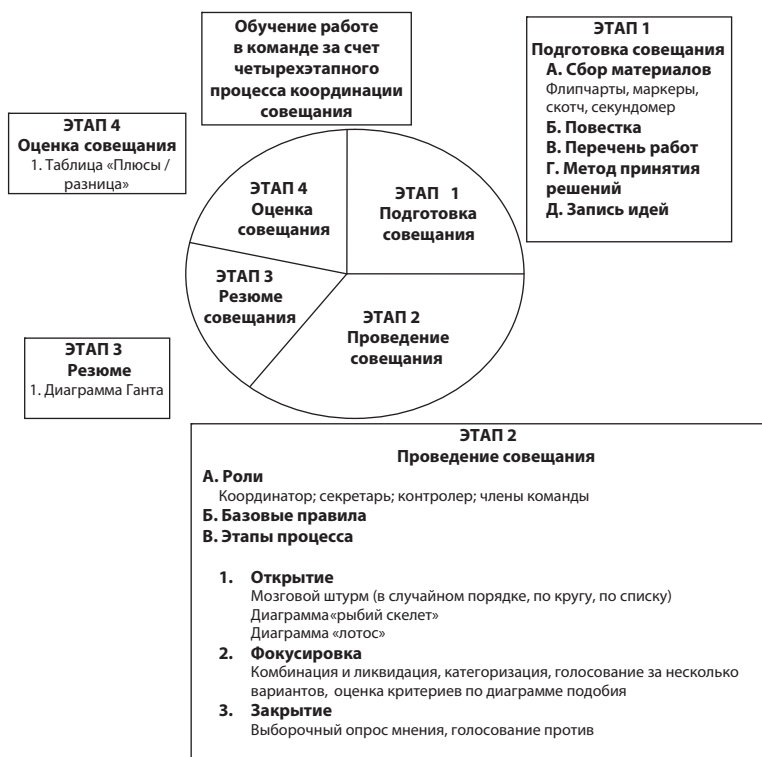 Обучение работе
в команде за счет
четырехэтапного
процесса координации
совещания
ЭТАП 1
Подготовка совещания
А. Сбор материалов
Флипчарты, маркеры,
скотч, секундомер
Б. Повестка
В. Перечень работ
Г. Метод принятия
решений
Д. Запись идей
ЭТАП 4
Оценка совещания
1. Таблица «Плюсы /
разница»
ЭТАП 4
Оценка
совещания
ЭТАП 1
Подготовка
совещания
ЭТАП 3
Резюме
совещания
ЭТАП 2
Проведение
совещания
ЭТАП 3
Резюме
1. Диаграмма Ганта
ЭТАП 2
Проведение совещания
А. Роли
Координатор; секретарь; контролер; члены команды
Б. Базовые правила
В. Этапы процесса
1. Открытие
Мозговой штурм (в случайном порядке, по кругу, по списку)
Диаграмма«рыбий скелет»
Диаграмма «лотос»
2. Фокусировка
Комбинация и ликвидация, категоризация, голосование за несколько
вариантов, оценка критериев по диаграмме подобия
3. Закрытие
Выборочный опрос мнения, голосование против